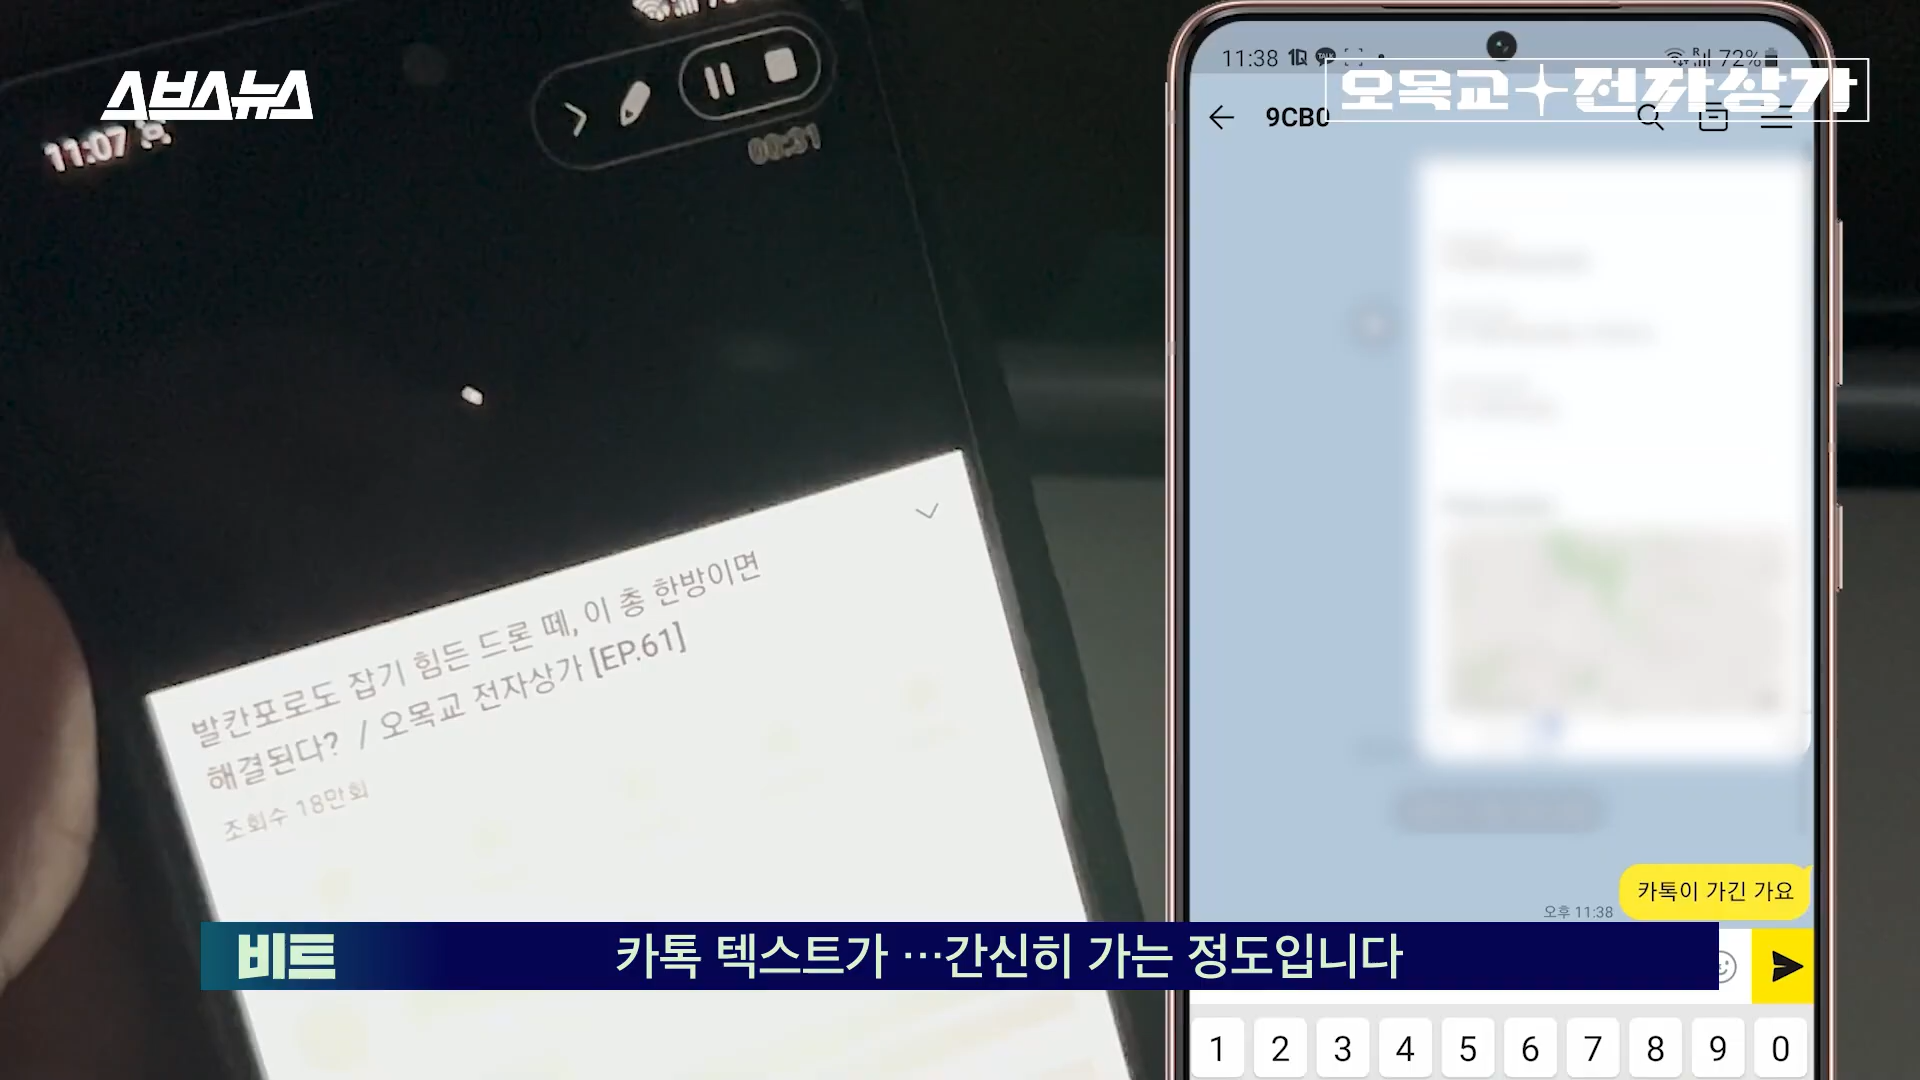 스브스뉴스
11:07
00:31
발칸포로도 잡기 힘든 드론 떼, 이 총 한방이면
해결된다? / 오목교 전자상가 [EP.61]
조회수 18만회
11:38
72%
오목교 전자상가
9CB0
카톡이 가긴 가요
오후 11:38
비트
카톡 텍스트가 …간신히 가는 정도입니다
1 2 3 4 5 6 7 8 9 0